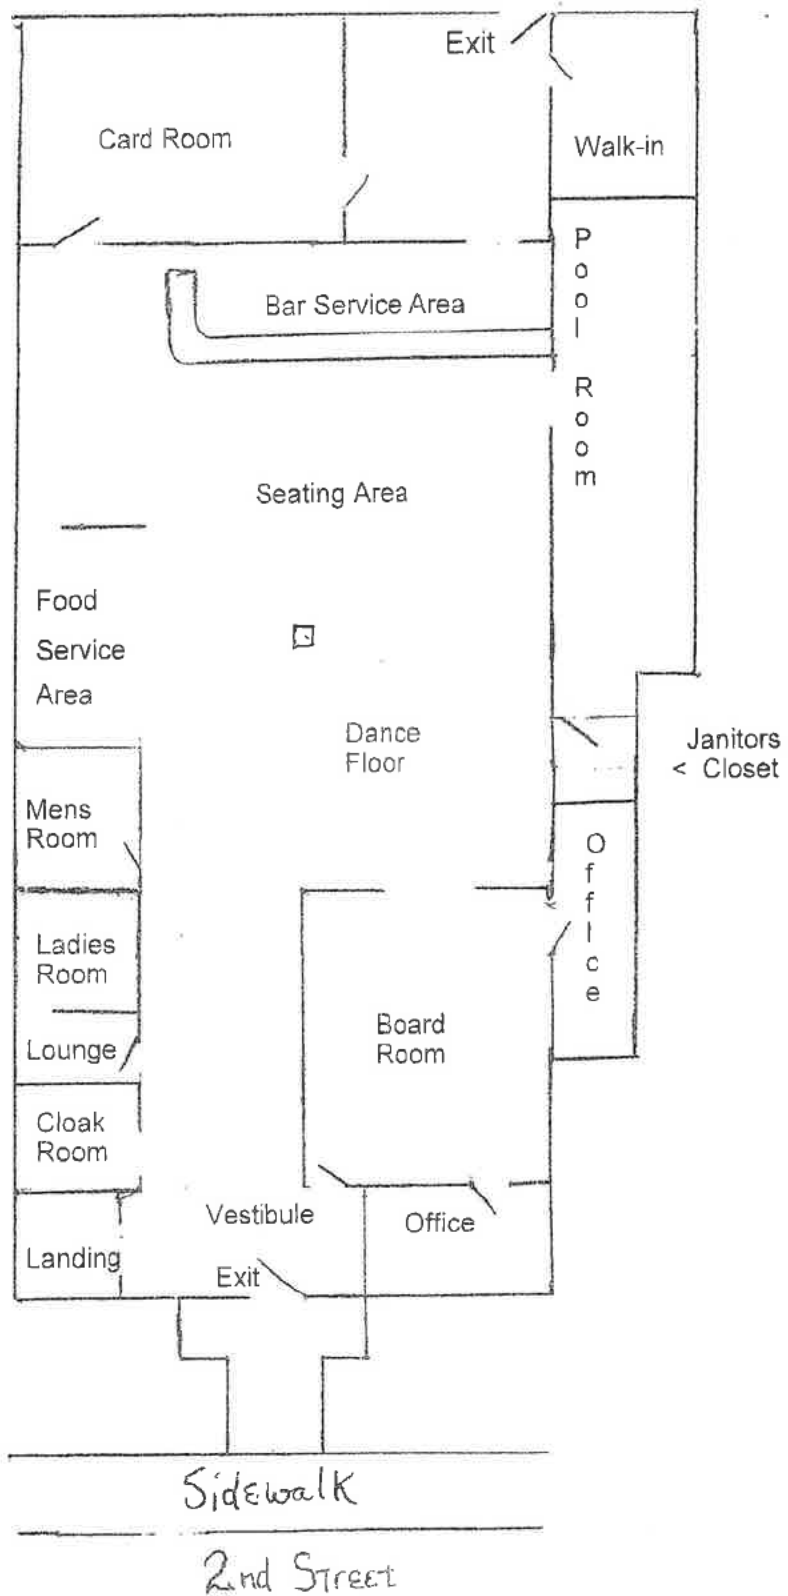 Exit
Card Room
Walk-in
P
o
o
l
R
o
o
m
Bar Service Area
Seating Area
Food
Service
Area
Dance
Floor
Janitors
< Closet
Mens
Room
O
f
f
I
c
e
Ladies
Room
Lounge
Board
Room
Cloak
Room
Vestibule
Office
Landing
Exit
Sidewalk
2nd Street